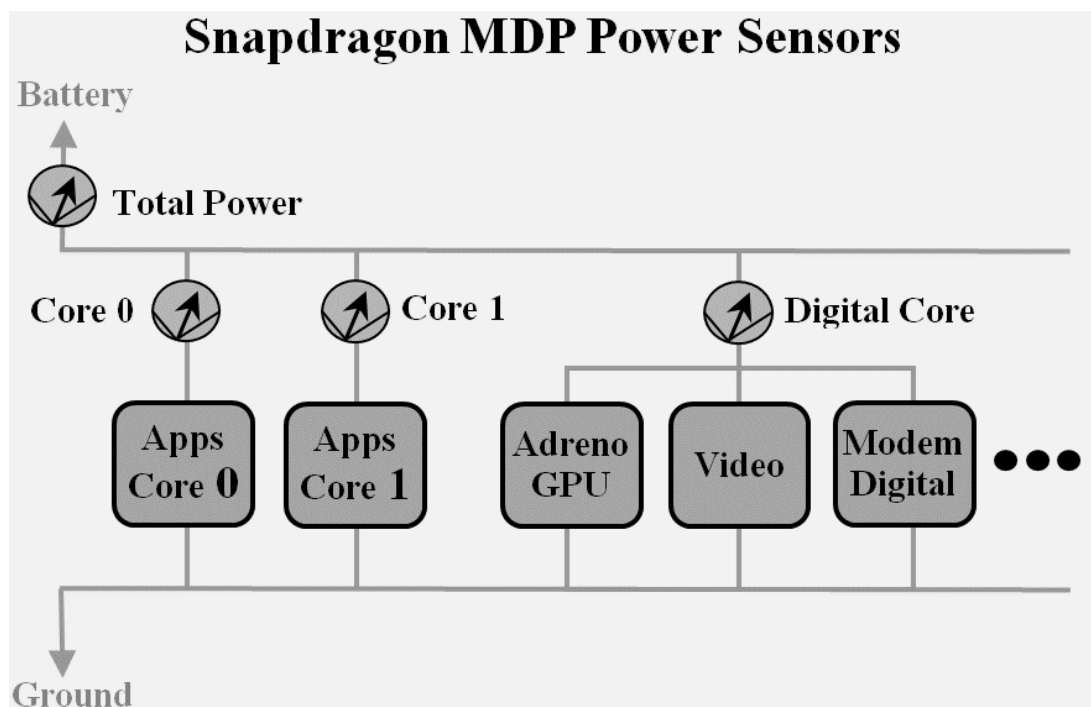 Snapdragon MDP Power Sensors
Battery
Total Power
Core 0
Core 1
Digital Core
Apps
Core 0
Apps
Core 1
Adreno
GPU
Video
Modem
Digital
Ground